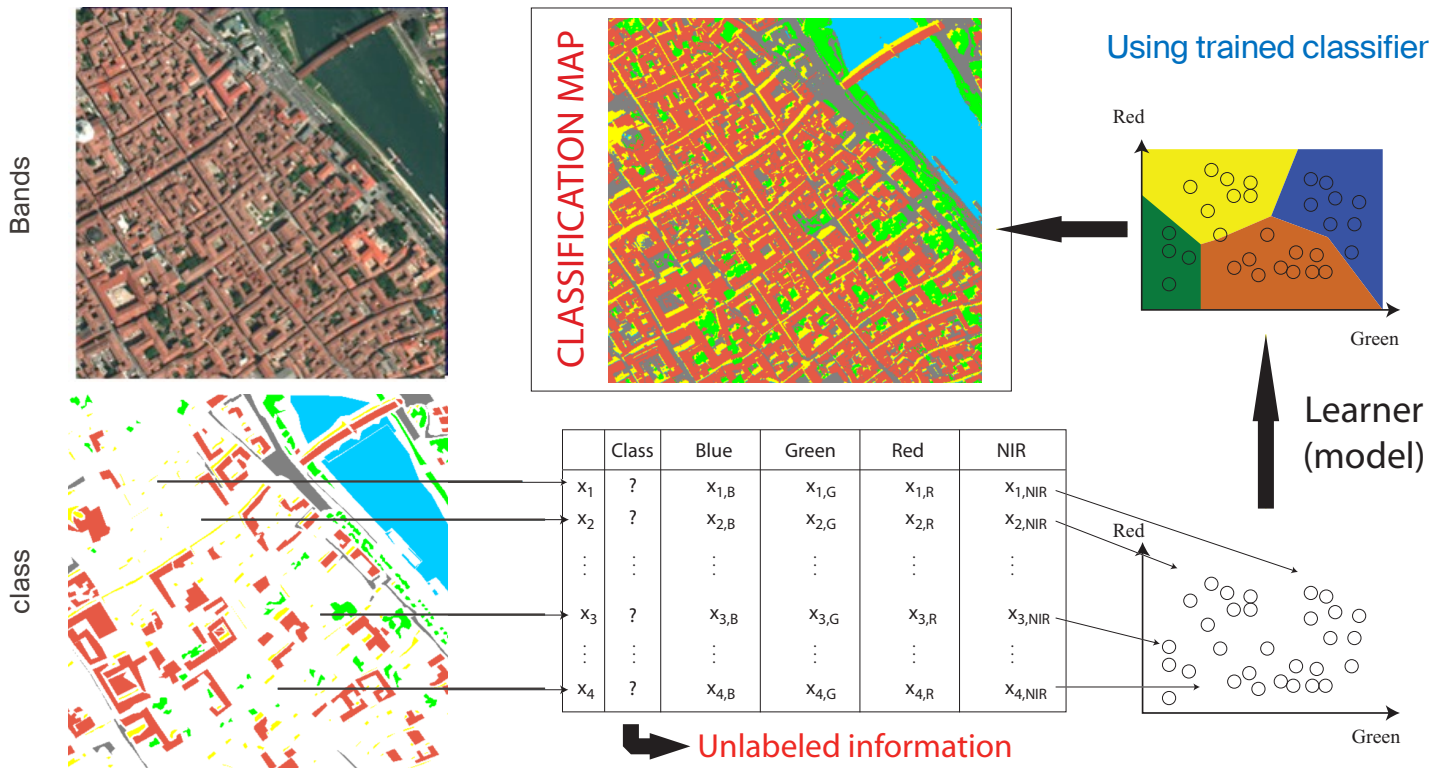 Bands
class
CLASSIFICATION MAP
Using trained classifier
Red
Green
Learner
(model)
Class Blue Green Red NIR
x1 ? x1,B x1,G x1,R x1,NIR
x2 ? x2,B x2,G x2,R x2,NIR
⋮ ⋮ ⋮ ⋮ ⋮ ⋮
x3 ? x3,B x3,G x3,R x3,NIR
⋮ ⋮ ⋮ ⋮ ⋮ ⋮
x4 ? x4,B x4,G x4,R x4,NIR
Unlabeled information
Red
Green